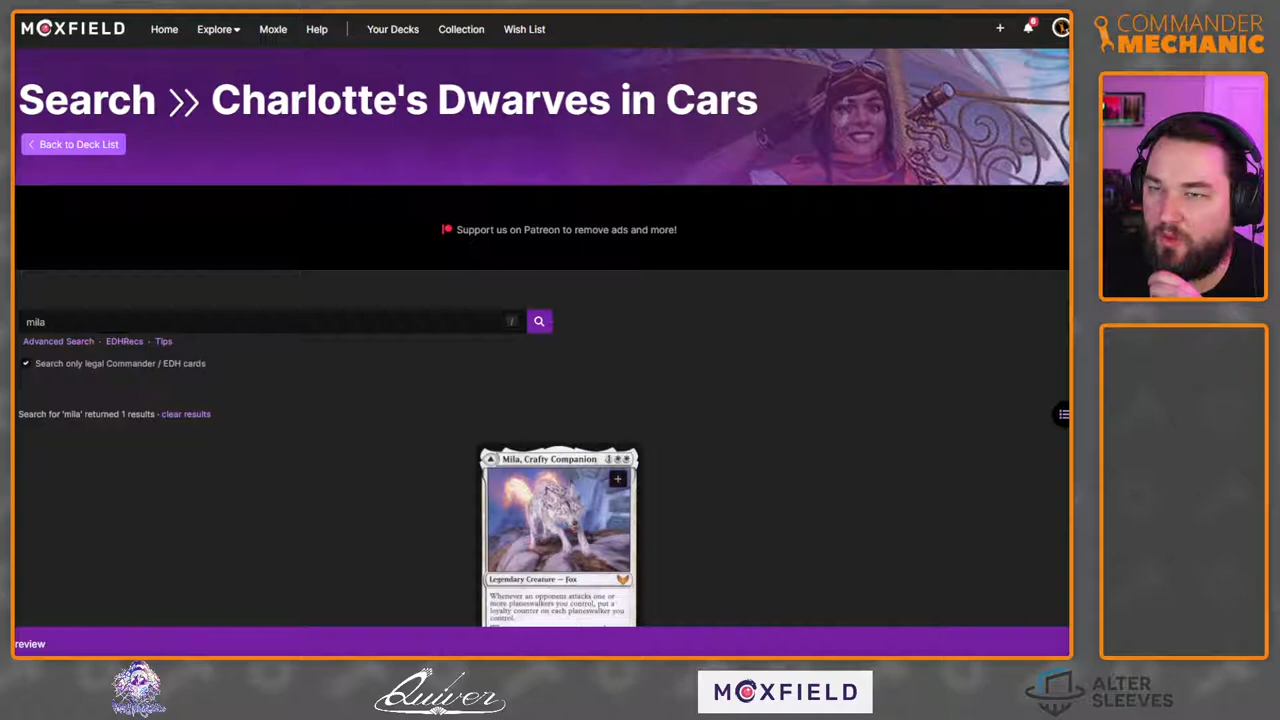 MOXFIELD
Home
Explore
Moxle
Help
Your Decks
Collection
Wish List
+
6
COMMANDER
MECHANIC
Search >> Charlotte's Dwarves in Cars
< Back to Deck List
Support us on Patreon to remove ads and more!
mila
/
Advanced Search · EDHRecs · Tips
Search only legal Commander / EDH cards
Search for 'mila' returned 1 results · clear results
Mila, Crafty Companion 1
+
Legendary Creature — Fox
Whenever an opponent attacks one or
more planeswalkers you control, put a
loyalty counter on each planeswalker you
control.
review
Quiver
MOXFIELD
ALTER
SLEEVES